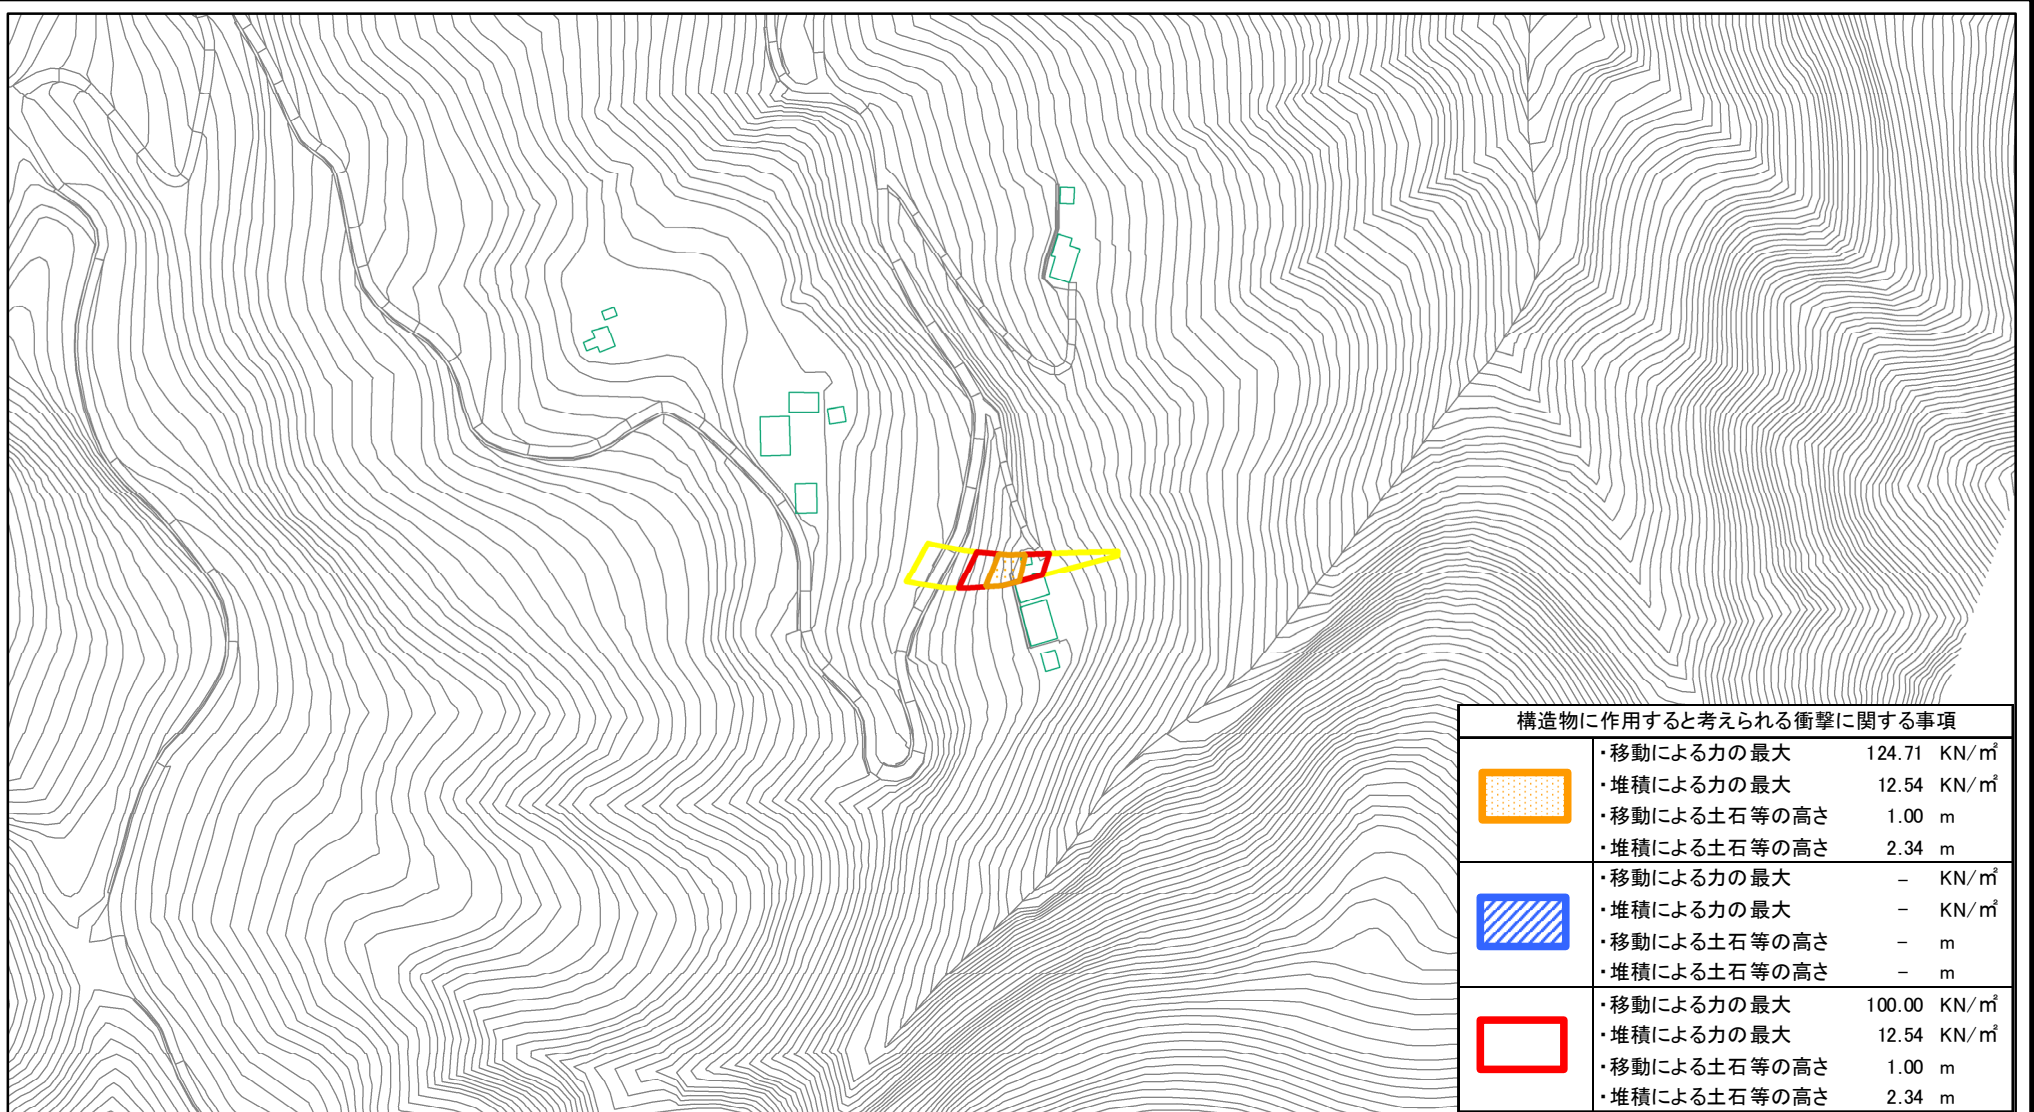 構造物に作用すると考えられる衝撃に関する事項
・移動による力の最大 124.71 KN/㎡
・堆積による力の最大 12.54 KN/㎡
・移動による土石等の高さ 1.00 m
・堆積による土石等の高さ 2.34 m
・移動による力の最大 － KN/㎡
・堆積による力の最大 － KN/㎡
・移動による土石等の高さ － m
・堆積による土石等の高さ － m
・移動による力の最大 100.00 KN/㎡
・堆積による力の最大 12.54 KN/㎡
・移動による土石等の高さ 1.00 m
・堆積による土石等の高さ 2.34 m